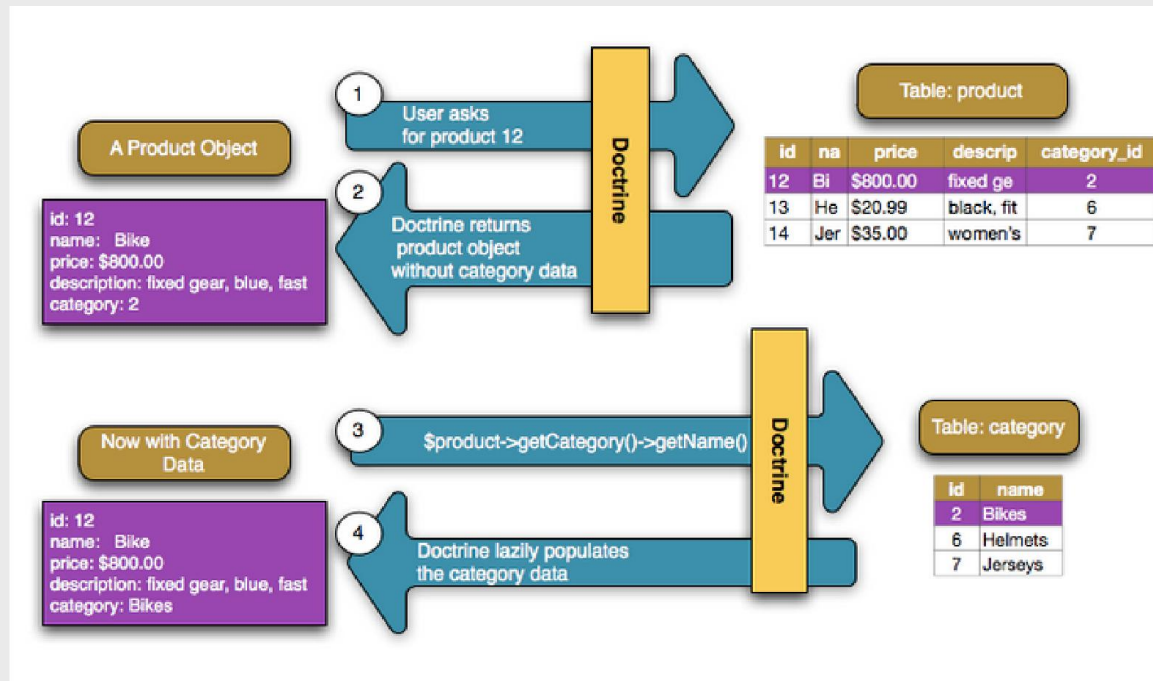 1
User asks
for product 12
Doctrine
A Product Object
2
Doctrine returns
product object
without category data
id: 12
name: Bike
price: $800.00
description: fixed gear, blue, fast
category: 2
Table: product
id na price descrip category_id
12 Bi $800.00 fixed ge 2
13 He $20.99 black, fit 6
14 Jer $35.00 women's 7
3
$product->getCategory()->getName()
Doctrine
Now with Category
Data
4
Doctrine lazily populates
the category data
id: 12
name: Bike
price: $800.00
description: fixed gear, blue, fast
category: Bikes
Table: category
id name
2 Bikes
6 Helmets
7 Jerseys